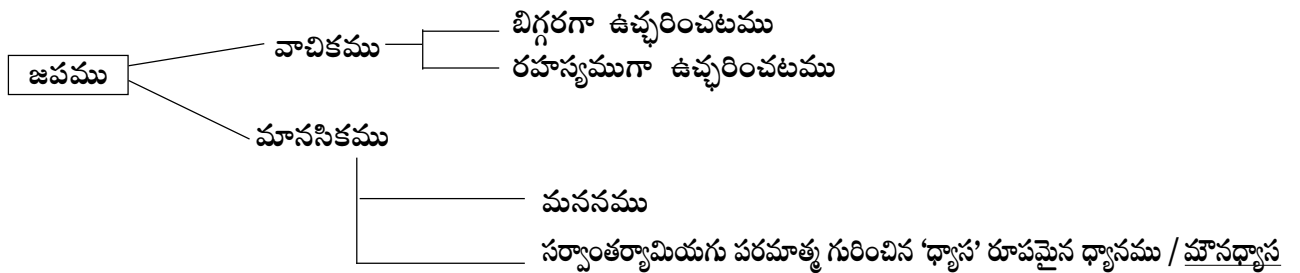 జపము
వాచికము
బిగ్గరగా ఉచ్ఛరించటము
రహస్యముగా ఉచ్ఛరించటము
మానసికము
మననము
సర్వాంతర్యామియగు పరమాత్మ గురించిన 'ధ్యాస' రూపమైన ధ్యానము / మౌనధ్యాస